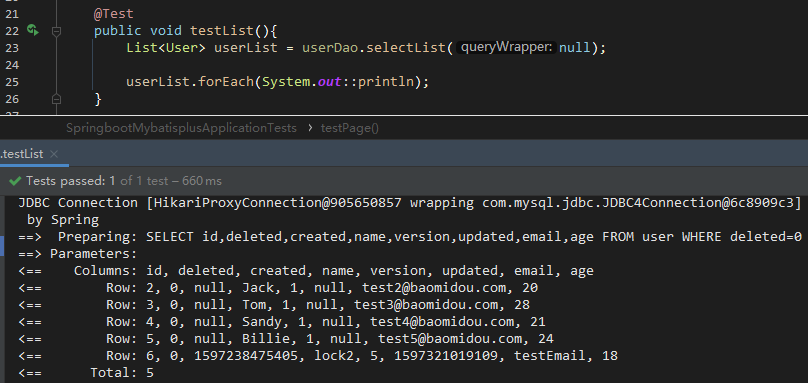 21 @Test
22 public void testList(){
23 List<User> userList = userDao.selectList( queryWrapper: null);
24
25 userList.forEach(System.out::println);
26 }
SpringbootMybatisplusApplicationTests › testPage()
.testList ×
Tests passed: 1 of 1 test – 660 ms
JDBC Connection [HikariProxyConnection@905650857 wrapping com.mysql.jdbc.JDBC4Connection@6c8909c3]
by Spring
==> Preparing: SELECT id,deleted,created,name,version,updated,email,age FROM user WHERE deleted=0
==> Parameters:
<== Columns: id, deleted, created, name, version, updated, email, age
<== Row: 2, 0, null, Jack, 1, null, test2@baomidou.com, 20
<== Row: 3, 0, null, Tom, 1, null, test3@baomidou.com, 28
<== Row: 4, 0, null, Sandy, 1, null, test4@baomidou.com, 21
<== Row: 5, 0, null, Billie, 1, null, test5@baomidou.com, 24
<== Row: 6, 0, 1597238475405, lock2, 5, 1597321019109, testEmail, 18
<== Total: 5